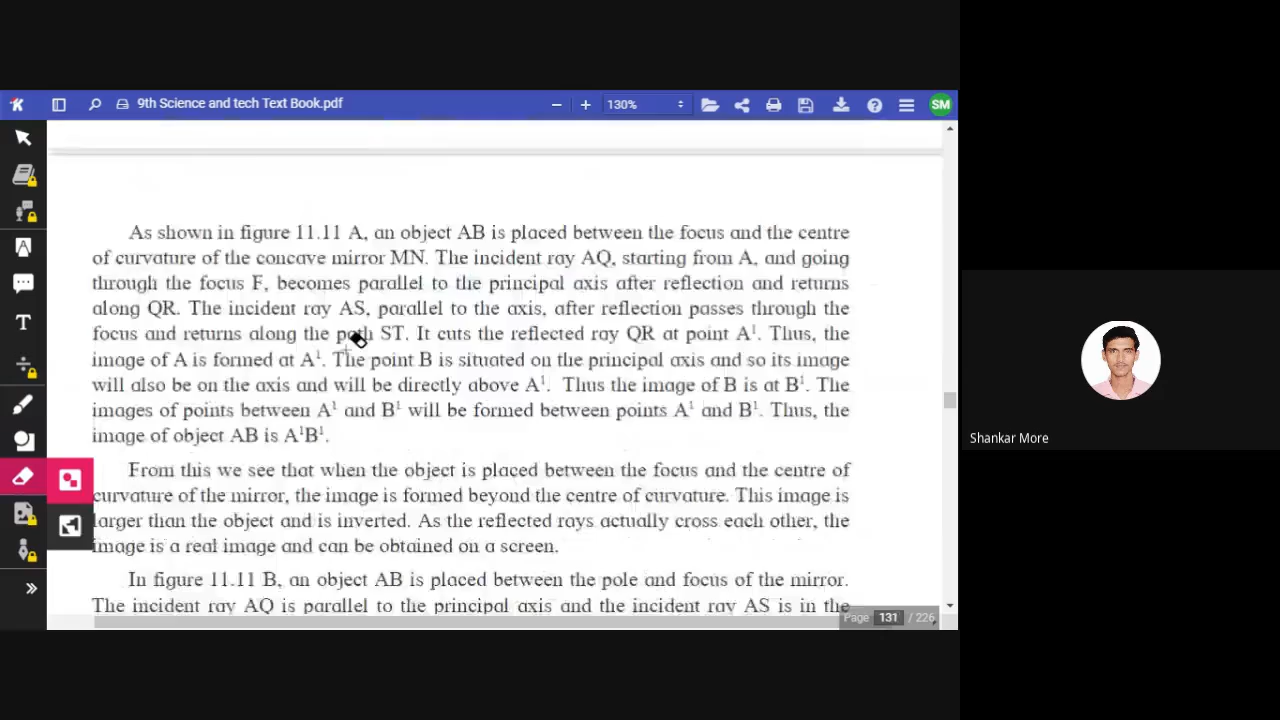 9th Science and tech Text Book.pdf
130%
SM
As shown in figure 11.11 A, an object AB is placed between the focus and the centre
of curvature of the concave mirror MN. The incident ray AQ, starting from A, and going
through the focus F, becomes parallel to the principal axis after reflection and returns
along QR. The incident ray AS, parallel to the axis, after reflection passes through the
focus and returns along the path ST. It cuts the reflected ray QR at point A¹. Thus, the
image of A is formed at A¹. The point B is situated on the principal axis and so its image
will also be on the axis and will be directly above A¹. Thus the image of B is at B¹. The
images of points between A¹ and B¹ will be formed between points A¹ and B¹. Thus, the
image of object AB is A¹B¹.
From this we see that when the object is placed between the focus and the centre of
curvature of the mirror, the image is formed beyond the centre of curvature. This image is
larger than the object and is inverted. As the reflected rays actually cross each other, the
image is a real image and can be obtained on a screen.
In figure 11.11 B, an object AB is placed between the pole and focus of the mirror.
The incident ray AQ is parallel to the principal axis and the incident ray AS is in the
Page 131 / 226
Shankar More